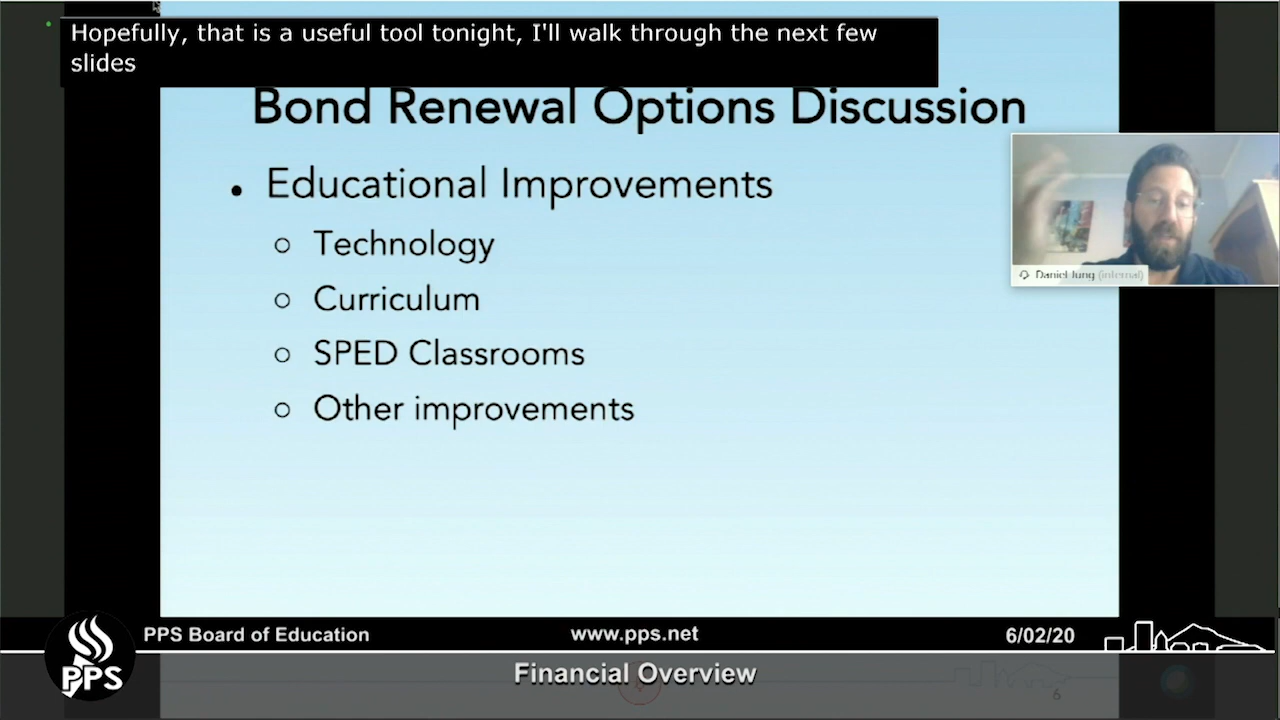 Hopefully, that is a useful tool tonight, I'll walk through the next few
slides
Bond Renewal Options Discussion
• Educational Improvements
○ Technology
○ Curriculum
○ SPED Classrooms
○ Other improvements
Daniel Jung (internal)
PPS Board of Education
www.pps.net
6/02/20
PPS
Financial Overview
6